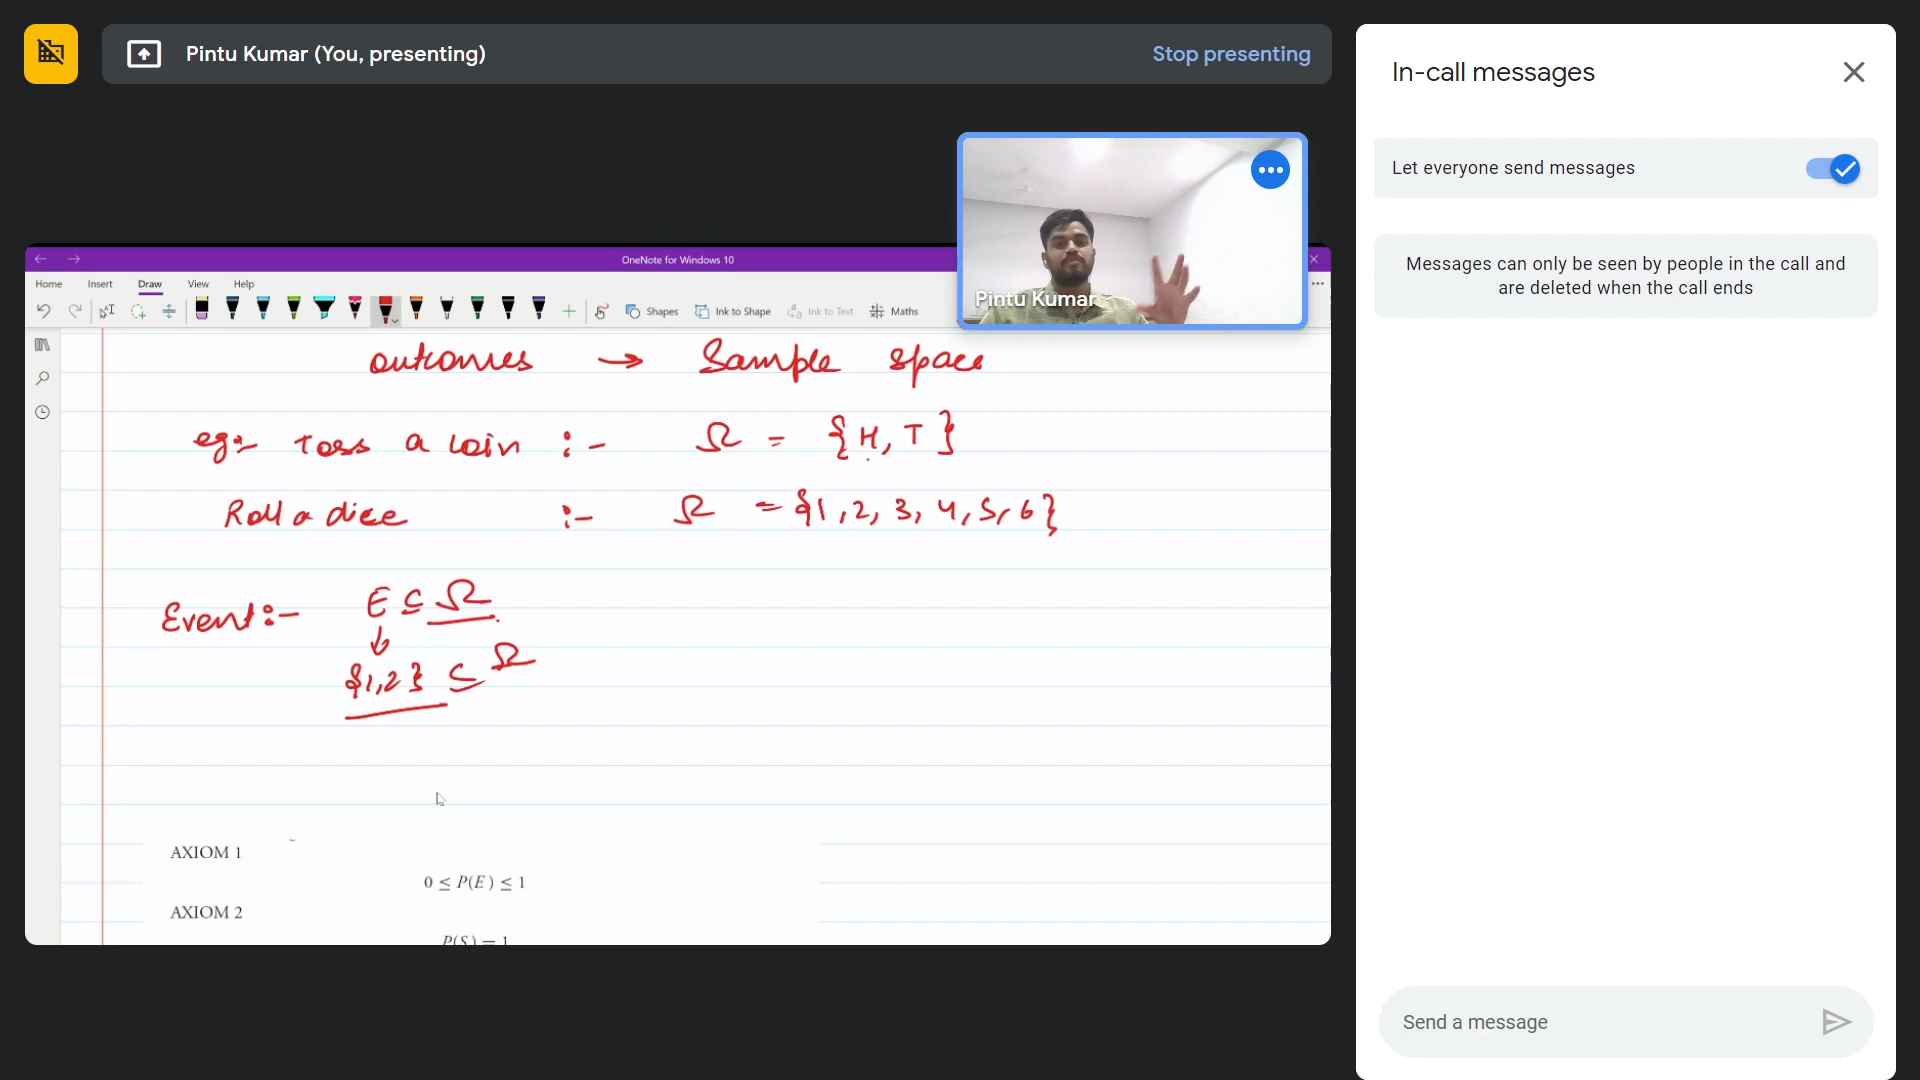 Pintu Kumar (You, presenting)
Stop presenting
In-call messages
Let everyone send messages
Messages can only be seen by people in the call and
are deleted when the call ends
Pintu Kumar
OneNote for Windows 10
Home Insert Draw View Help
Shapes Ink to Shape Ink to Text Maths
outcomes → Sample space
eg:- Toss a coin :- Ω = {H, T}
Roll a dice :- Ω = {1, 2, 3, 4, 5, 6}
Event:- E ⊆ Ω
↓
{1,2} ⊆ Ω
AXIOM 1
0 ≤ P(E) ≤ 1
AXIOM 2
P(S) = 1
Send a message